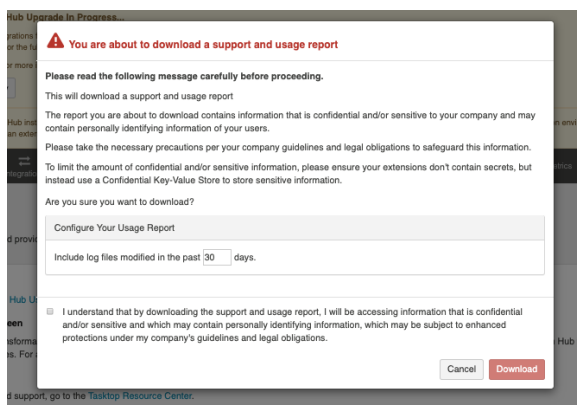 Hub Upgrade In Progress...
You are about to download a support and usage report
Please read the following message carefully before proceeding.
This will download a support and usage report
The report you are about to download contains information that is confidential and/or sensitive to your company and may
contain personally identifying information of your users.
Please take the necessary precautions per your company guidelines and legal obligations to safeguard this information.
To limit the amount of confidential and/or sensitive information, please ensure your extensions don't contain secrets, but
instead use a Confidential Key-Value Store to store sensitive information.
Are you sure you want to download?
Configure Your Usage Report
Include log files modified in the past 30 days.
I understand that by downloading the support and usage report, I will be accessing information that is confidential
and/or sensitive and which may contain personally identifying information, which may be subject to enhanced
protections under my company's guidelines and legal obligations.
Cancel Download
d support, go to the Tasktop Resource Center.